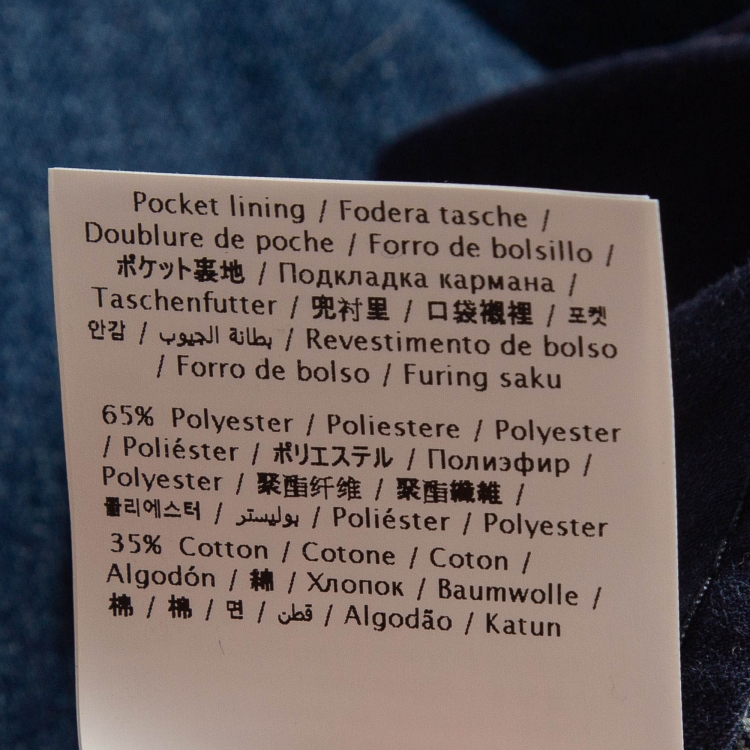 Pocket lining / Fodera tasche /
Doublure de poche / Forro de bolsillo /
ポケット裏地 / Подкладка кармана /
Taschenfutter / 兜衬里 / 口袋襯裡 / 포켓
안감 / بطانة الجيوب / Revestimento de bolso
/ Forro de bolso / Furing saku
65% Polyester / Poliestere / Polyester
/ Poliéster / ポリエステル / Полиэфир /
Polyester / 聚酯纤维 / 聚酯纖維 /
폴리에스터 / بوليستر / Poliéster / Polyester
35% Cotton / Cotone / Coton /
Algodón / 綿 / Хлопок / Baumwolle /
棉 / 棉 / 면 / قطن / Algodão / Katun